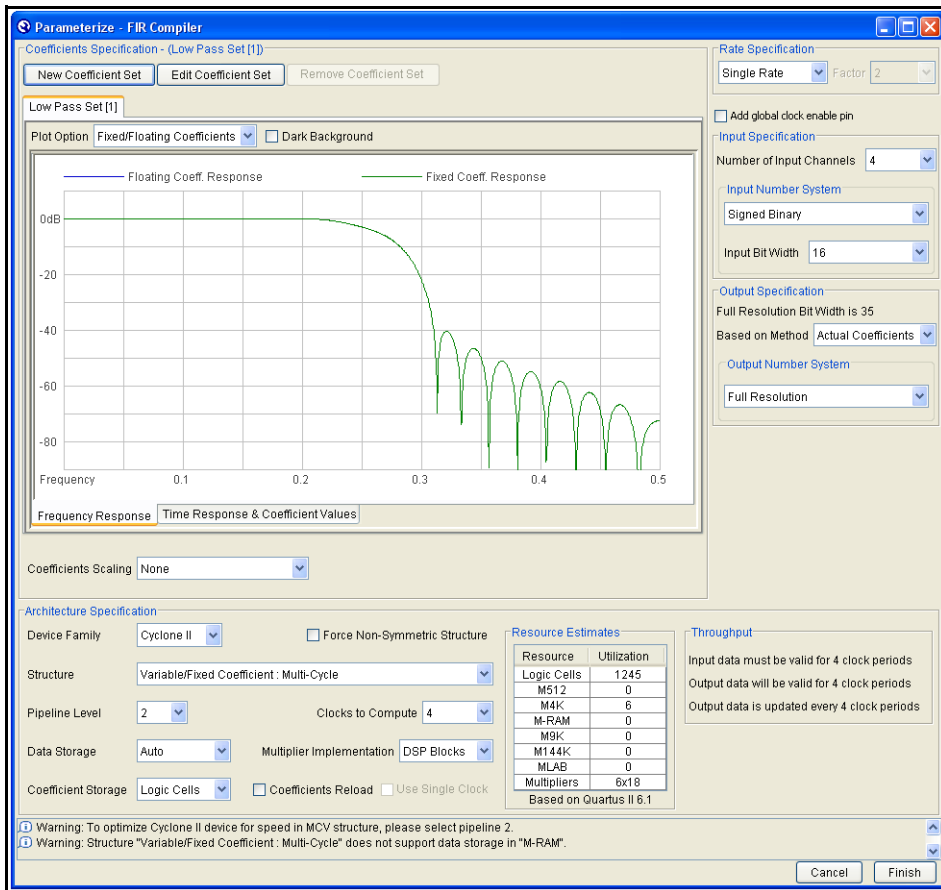 Parameterize - FIR Compiler
Coefficients Specification - (Low Pass Set [1])
New Coefficient Set
Edit Coefficient Set
Remove Coefficient Set
Low Pass Set [1]
Plot Option Fixed/Floating Coefficients Dark Background
Floating Coeff. Response
Fixed Coeff. Response
0dB
-20
-40
-60
-80
Frequency 0.1 0.2 0.3 0.4 0.5
Frequency Response
Time Response & Coefficient Values
Coefficients Scaling None
Rate Specification
Single Rate Factor 2
Add global clock enable pin
Input Specification
Number of Input Channels 4
Input Number System
Signed Binary
Input Bit Width 16
Output Specification
Full Resolution Bit Width is 35
Based on Method Actual Coefficients
Output Number System
Full Resolution
Architecture Specification
Device Family Cyclone II Force Non-Symmetric Structure
Structure Variable/Fixed Coefficient : Multi-Cycle
Pipeline Level 2 Clocks to Compute 4
Data Storage Auto Multiplier Implementation DSP Blocks
Coefficient Storage Logic Cells Coefficients Reload Use Single Clock
Resource Estimates
Resource Utilization
Logic Cells 1245
M512 0
M4K 6
M-RAM 0
M9K 0
M144K 0
MLAB 0
Multipliers 6x18
Based on Quartus II 6.1
Throughput
Input data must be valid for 4 clock periods
Output data will be valid for 4 clock periods
Output data is updated every 4 clock periods
Warning: To optimize Cyclone II device for speed in MCV structure, please select pipeline 2.
Warning: Structure "Variable/Fixed Coefficient : Multi-Cycle" does not support data storage in "M-RAM".
Cancel
Finish